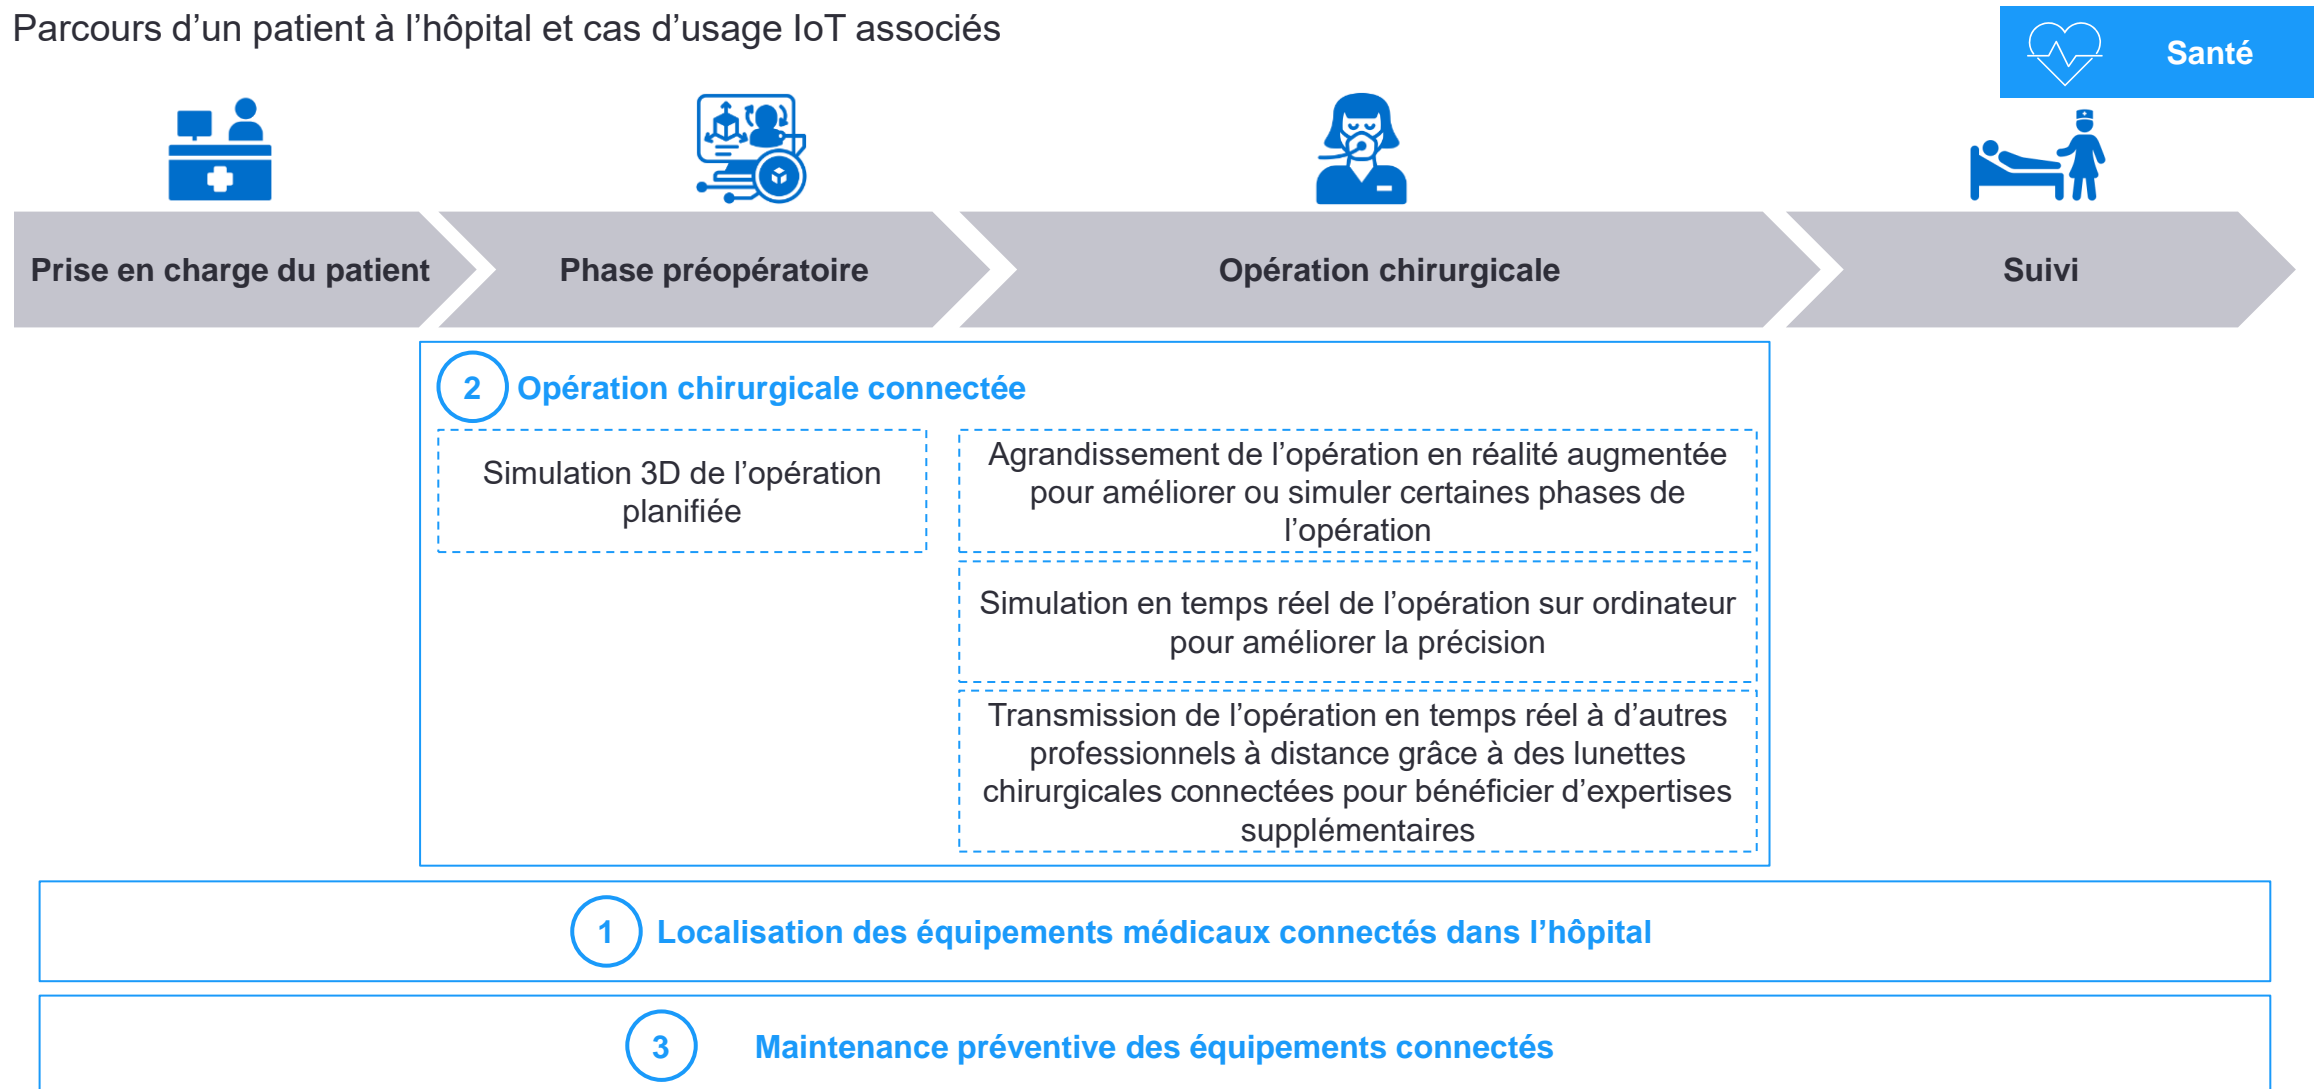 Parcours d’un patient à l’hôpital et cas d’usage IoT associés
Santé
Prise en charge du patient
Phase préopératoire
Opération chirurgicale
Suivi
2
Opération chirurgicale connectée
Simulation 3D de l’opération
planifiée
Agrandissement de l’opération en réalité augmentée
pour améliorer ou simuler certaines phases de
l’opération
Simulation en temps réel de l’opération sur ordinateur
pour améliorer la précision
Transmission de l’opération en temps réel à d’autres
professionnels à distance grâce à des lunettes
chirurgicales connectées pour bénéficier d’expertises
supplémentaires
1
Localisation des équipements médicaux connectés dans l’hôpital
3
Maintenance préventive des équipements connectés